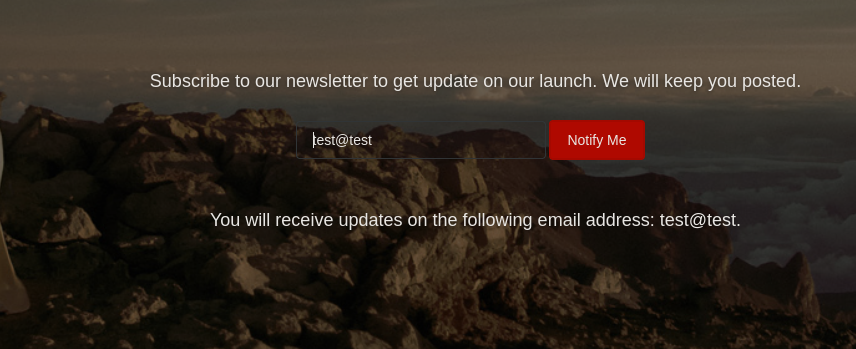 Subscribe to our newsletter to get update on our launch. We will keep you posted.
test@test
Notify Me
You will receive updates on the following email address: test@test.